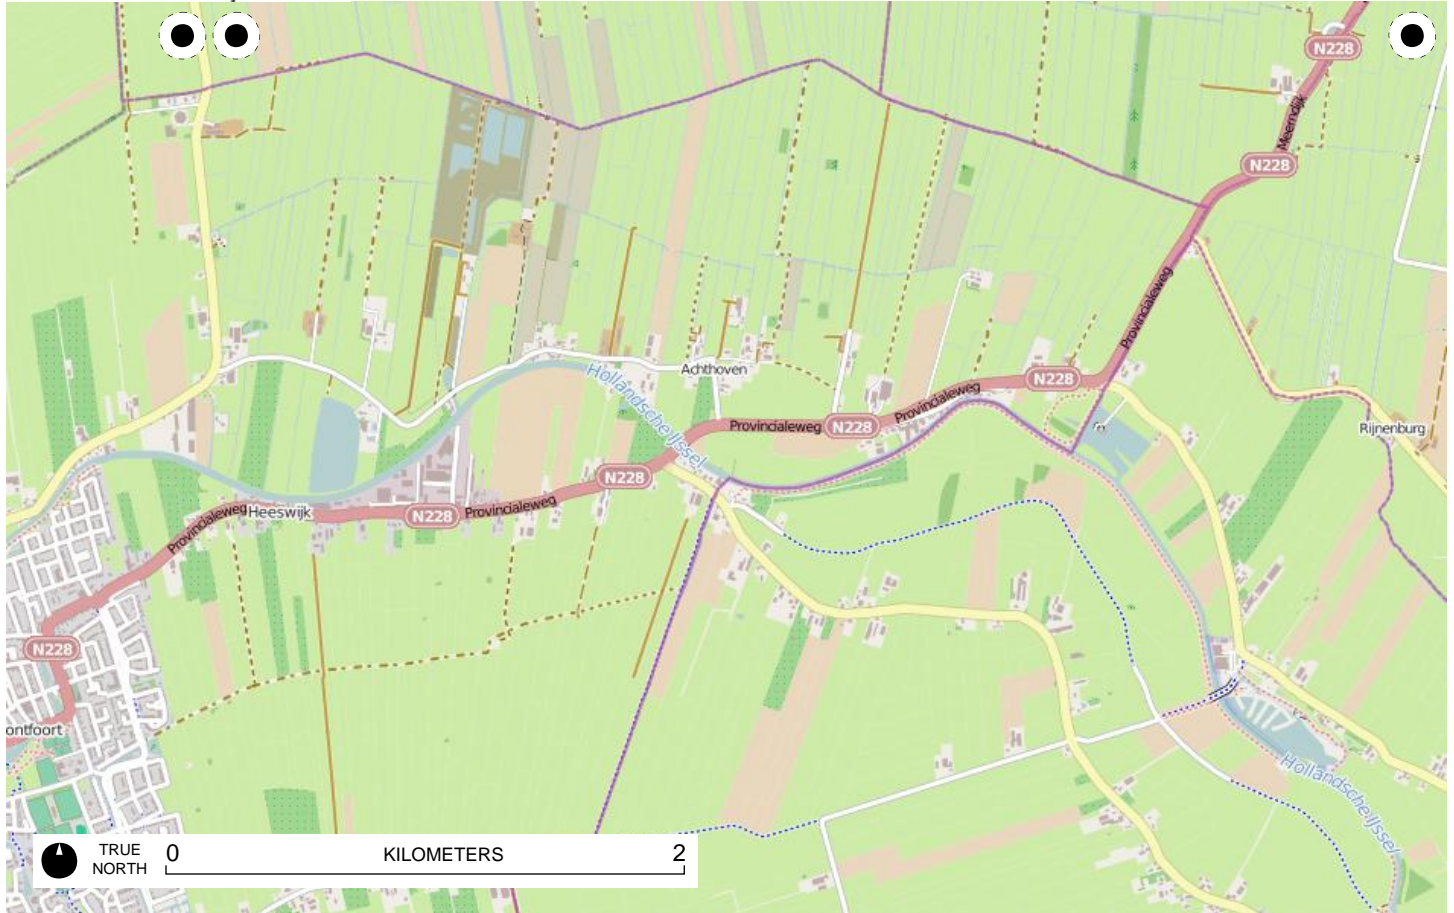 N228
Meerndijk
N228
Provincialeweg
Hollandsche IJssel
Achthoven
N228
Provincialeweg
Provincialeweg
N228
Rijnenburg
N228
Provincialeweg
N228
Heeswijk
Provincialeweg
N228
ontfoort
Hollandsche IJssel
TRUE
NORTH
0
KILOMETERS
2